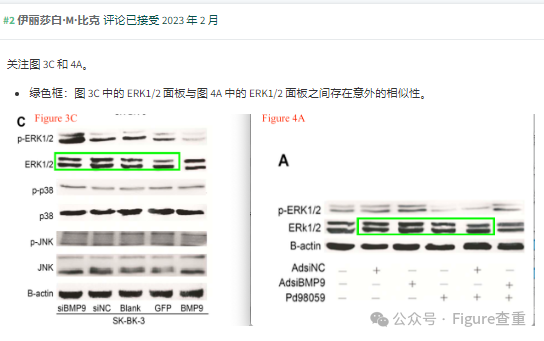 #2 伊丽莎白·M·比克 评论已接受 2023 年 2 月
关注图 3C 和 4A。
• 绿色框：图 3C 中的 ERK1/2 面板与图 4A 中的 ERK1/2 面板之间存在意外的相似性。
C Figure 3C
p-ERK1/2
ERK1/2
p-p38
p38
p-JNK
JNK
B-actin
siBMP9 siNC Blank GFP BMP9
SK-BK-3
Figure 4A
A
p-ERK1/2
ERk1/2
B-actin
AdsiNC — + — — + —
AdsiBMP9 — — + — — +
Pd98059 — — — + + +
公众号 · Figure查重